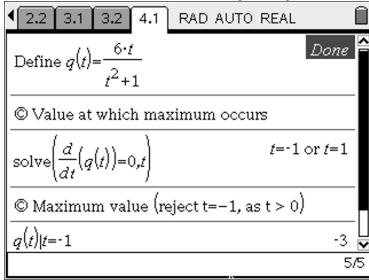 2.2 3.1 3.2 4.1 RAD AUTO REAL
Define q(t)=6·t/t²+1 Done
© Value at which maximum occurs
solve(d/dt(q(t))=0,t) t=-1 or t=1
© Maximum value (reject t=−1, as t > 0)
q(t)|t=-1 -3
5/5